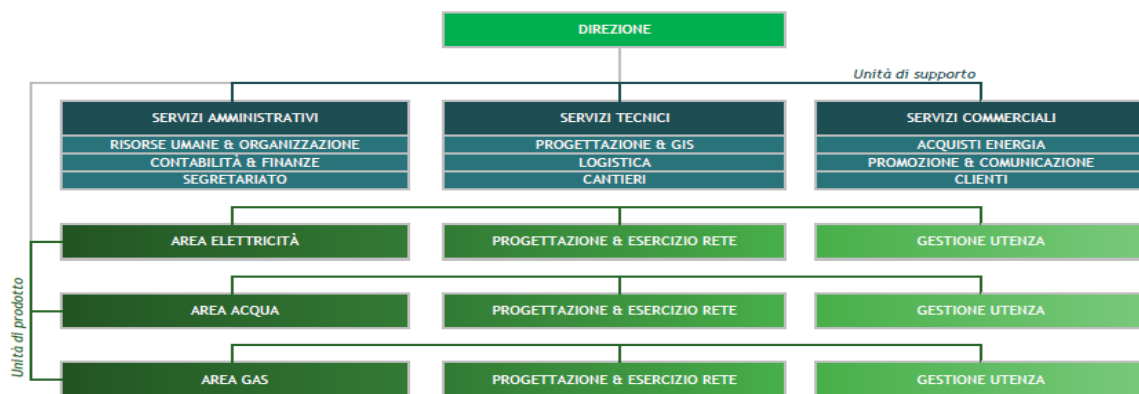 DIREZIONE
Unità di supporto
SERVIZI AMMINISTRATIVI
RISORSE UMANE & ORGANIZZAZIONE
CONTABILITÀ & FINANZE
SEGRETARIATO
SERVIZI TECNICI
PROGETTAZIONE & GIS
LOGISTICA
CANTIERI
SERVIZI COMMERCIALI
ACQUISTI ENERGIA
PROMOZIONE & COMUNICAZIONE
CLIENTI
Unità di prodotto
AREA ELETTRICITÀ
PROGETTAZIONE & ESERCIZIO RETE
GESTIONE UTENZA
AREA ACQUA
PROGETTAZIONE & ESERCIZIO RETE
GESTIONE UTENZA
AREA GAS
PROGETTAZIONE & ESERCIZIO RETE
GESTIONE UTENZA